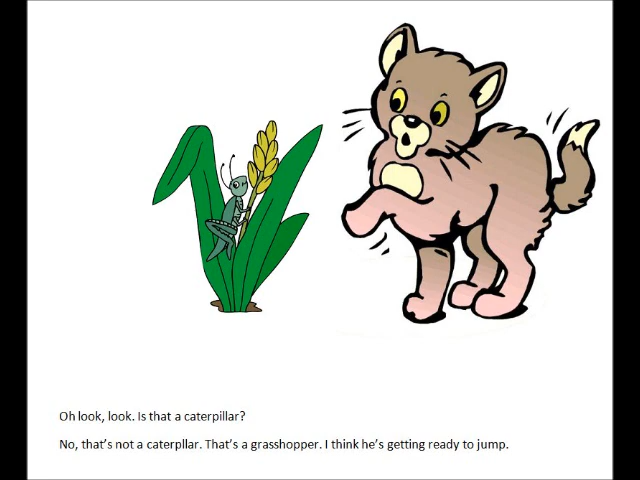 Oh look, look. Is that a caterpillar?
No, that's not a caterpllar. That's a grasshopper. I think he's getting ready to jump.